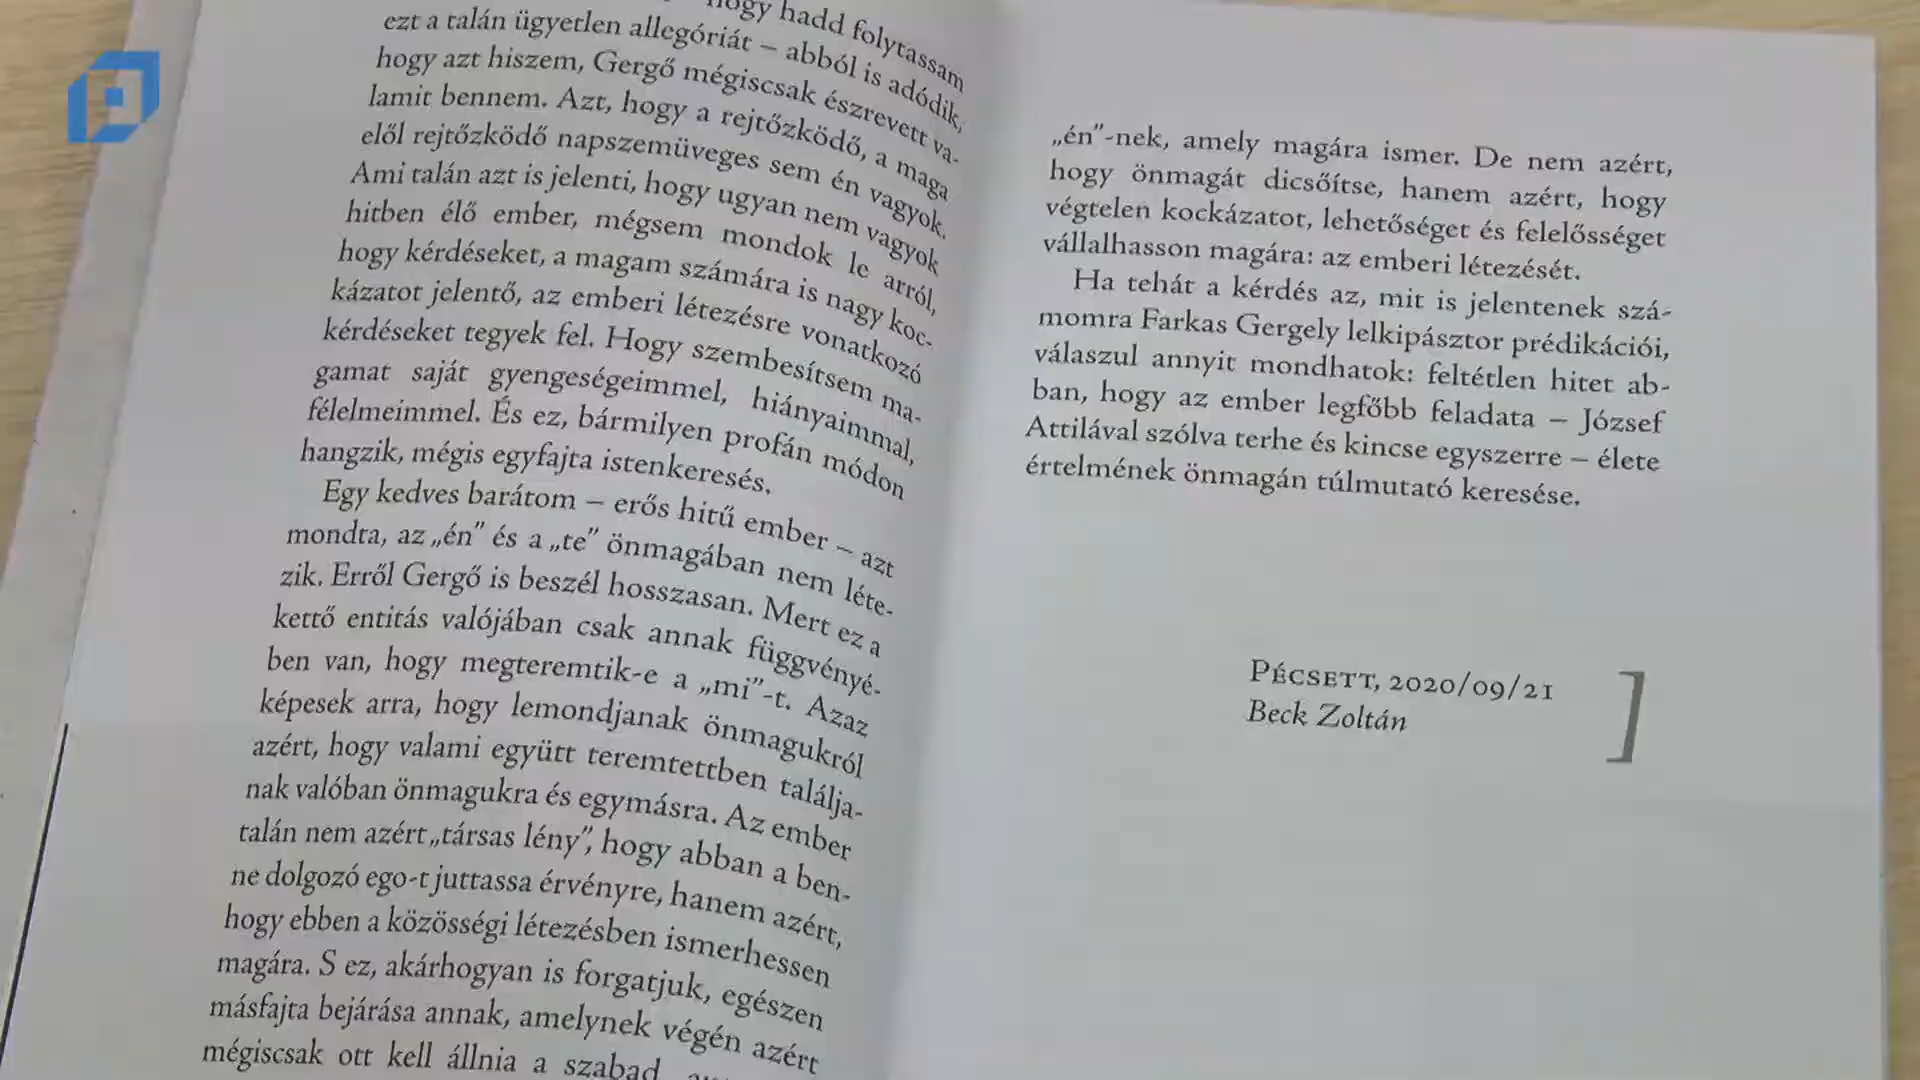 hogy hadd folytassam
ezt a talán ügyetlen allegóriát – abból is adódik,
hogy azt hiszem, Gergő mégiscsak észrevett va-
lamit bennem. Azt, hogy a rejtőzködő, a maga
elől rejtőzködő napszemüveges sem én vagyok.
Ami talán azt is jelenti, hogy ugyan nem vagyok
hitben élő ember, mégsem mondok le arról,
hogy kérdéseket, a magam számára is nagy koc-
kázatot jelentő, az emberi létezésre vonatkozó
kérdéseket tegyek fel. Hogy szembesítsem ma-
gamat saját gyengeségeimmel, hiányaimmal,
félelmeimmel. És ez, bármilyen profán módon
hangzik, mégis egyfajta istenkeresés.
Egy kedves barátom – erős hitű ember – azt
mondta, az „én” és a „te” önmagában nem léte-
zik. Erről Gergő is beszél hosszasan. Mert ez a
kettő entitás valójában csak annak függvényé-
ben van, hogy megteremtik-e a „mi”-t. Azaz
képesek arra, hogy lemondjanak önmagukról
azért, hogy valami együtt teremtettben találja-
nak valóban önmagukra és egymásra. Az ember
talán nem azért „társas lény”, hogy abban a ben-
ne dolgozó ego-t juttassa érvényre, hanem azért,
hogy ebben a közösségi létezésben ismerhessen
magára. S ez, akárhogyan is forgatjuk, egészen
másfajta bejárása annak, amelynek végén azért
mégiscsak ott kell állnia a szabad
„én”-nek, amely magára ismer. De nem azért,
hogy önmagát dicsőítse, hanem azért, hogy
végtelen kockázatot, lehetőséget és felelősséget
vállalhasson magára: az emberi létezését.
Ha tehát a kérdés az, mit is jelentenek szá-
momra Farkas Gergely lelkipásztor prédikációi,
válaszul annyit mondhatok: feltétlen hitet ab-
ban, hogy az ember legfőbb feladata – József
Attilával szólva terhe és kincse egyszerre – élete
értelmének önmagán túlmutató keresése.
Pécsett, 2020/09/21
Beck Zoltán
]